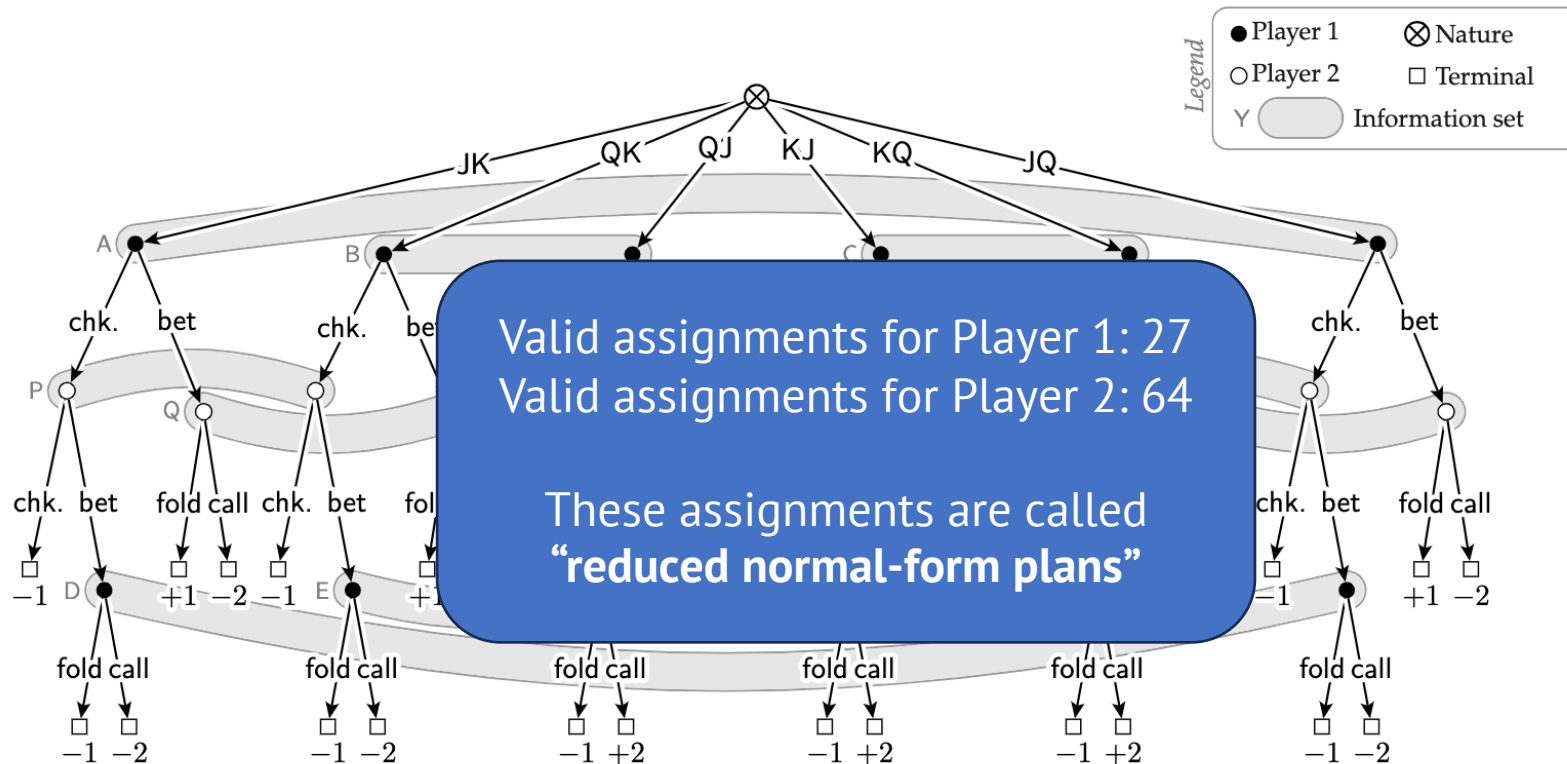 Legend
Player 1
Nature
Player 2
Terminal
Y
Information set
JK
QK
QJ
KJ
KQ
JQ
A
B
C
chk.
bet
chk.
bet
chk.
bet
P
Q
Valid assignments for Player 1: 27
Valid assignments for Player 2: 64
These assignments are called
“reduced normal-form plans”
chk. bet
fold call
chk. bet
chk. bet
fold call
−1
+1 −2
−1
+1
−1
+1 −2
D
E
fold call
fold call
fold call
fold call
fold call
fold call
−1 −2
−1 −2
−1 +2
−1 +2
−1 +2
−1 −2